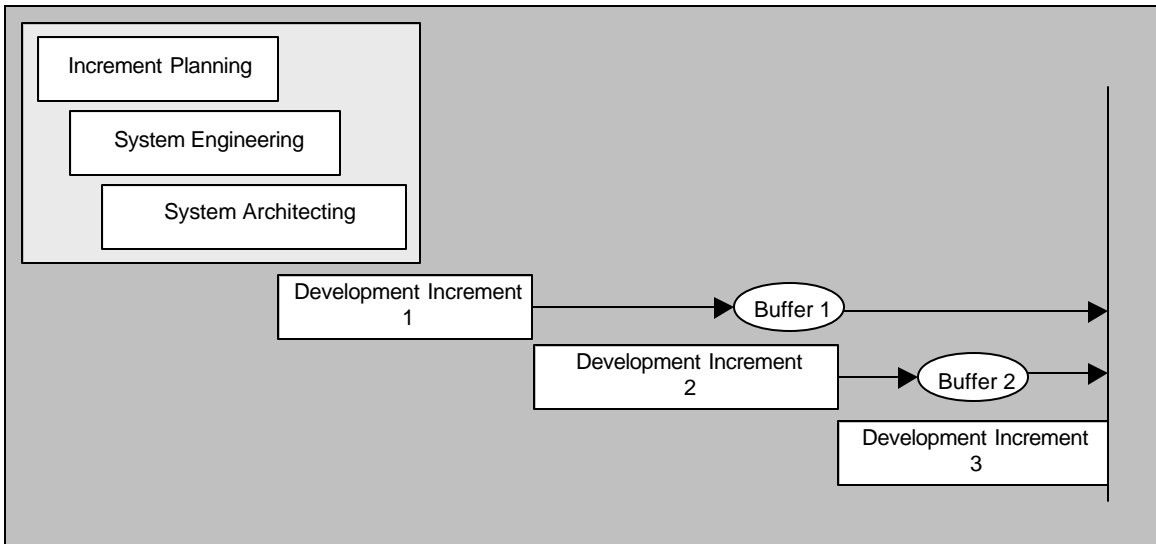 Increment Planning
System Engineering
System Architecting
Development Increment
1
Buffer 1
Development Increment
2
Buffer 2
Development Increment
3